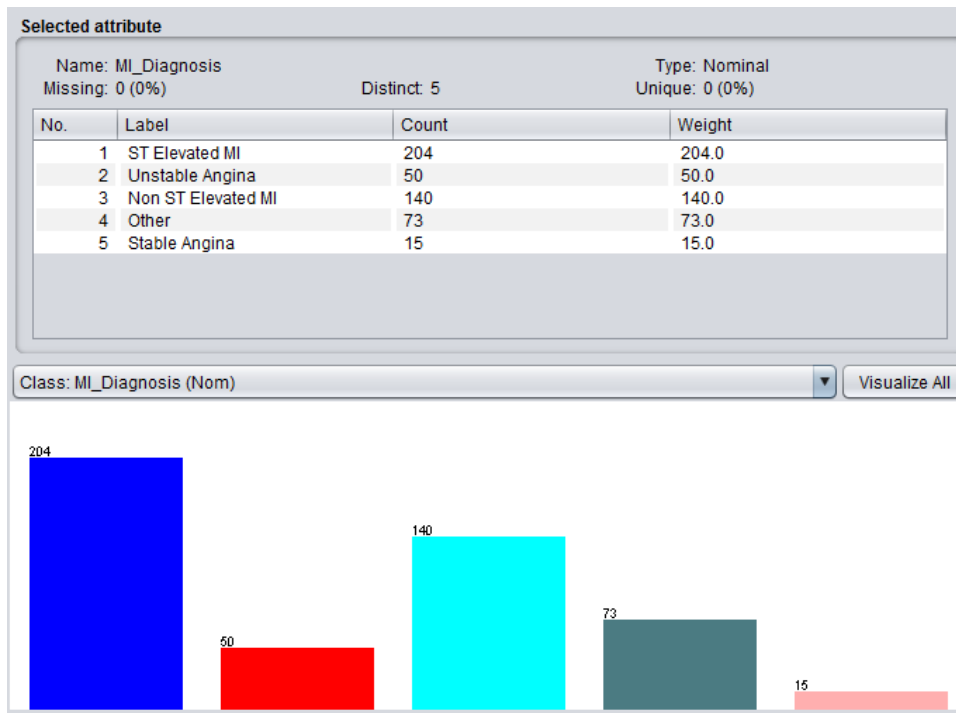 Selected attribute
Name: MI_Diagnosis Type: Nominal
Missing: 0 (0%) Distinct: 5 Unique: 0 (0%)
No. Label Count Weight
1 ST Elevated MI 204 204.0
2 Unstable Angina 50 50.0
3 Non ST Elevated MI 140 140.0
4 Other 73 73.0
5 Stable Angina 15 15.0
Class: MI_Diagnosis (Nom) Visualize All
204
140
73
50
15